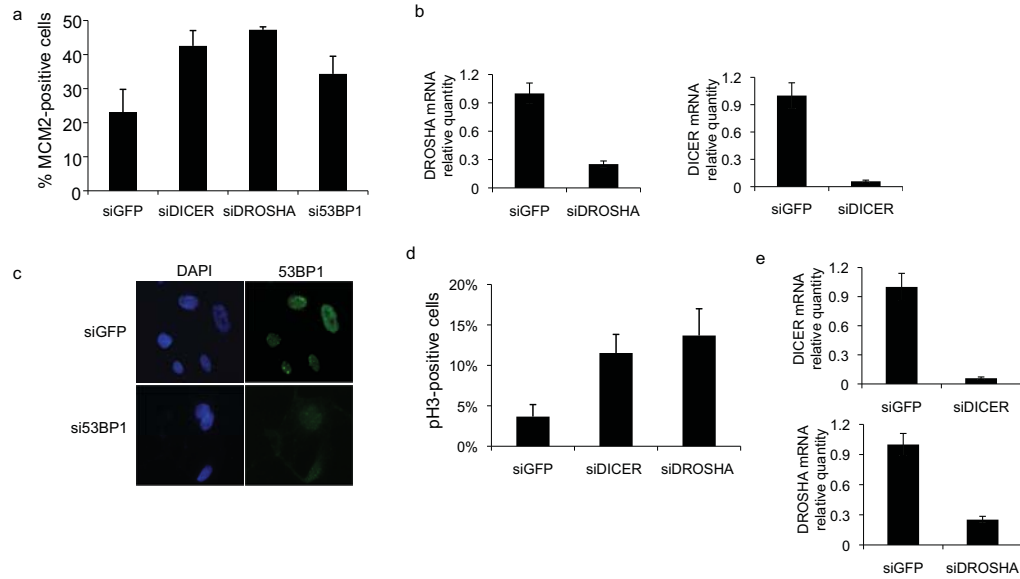 a
% MCM2-positive cells
50
40
30
20
10
0
siGFP siDICER siDROSHA si53BP1
b
DROSHA mRNA
relative quantity
1.2
0.9
0.6
0.3
0
siGFP siDROSHA
DICER mRNA
relative quantity
1.2
0.9
0.6
0.3
0
siGFP siDICER
c
DAPI 53BP1
siGFP
si53BP1
d
pH3-positive cells
20%
15%
10%
5%
0%
siGFP siDICER siDROSHA
e
DICER mRNA
relative quantity
1.2
0.9
0.6
0.3
0
siGFP siDICER
DROSHA mRNA
relative quantity
1.2
0.9
0.6
0.3
0
siGFP siDROSHA